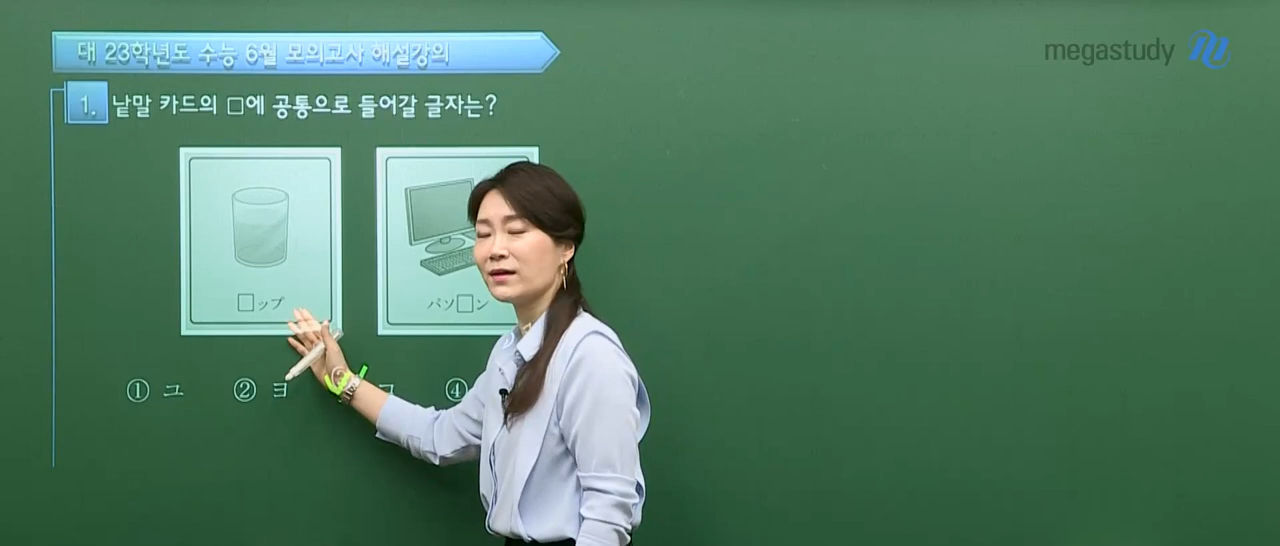 대 23학년도 수능 6월 모의고사 해설강의
megastudy
1. 낱말 카드의 □에 공통으로 들어갈 글자는?
□ップ
パソ□ン
① ユ ② ヨ コ ④